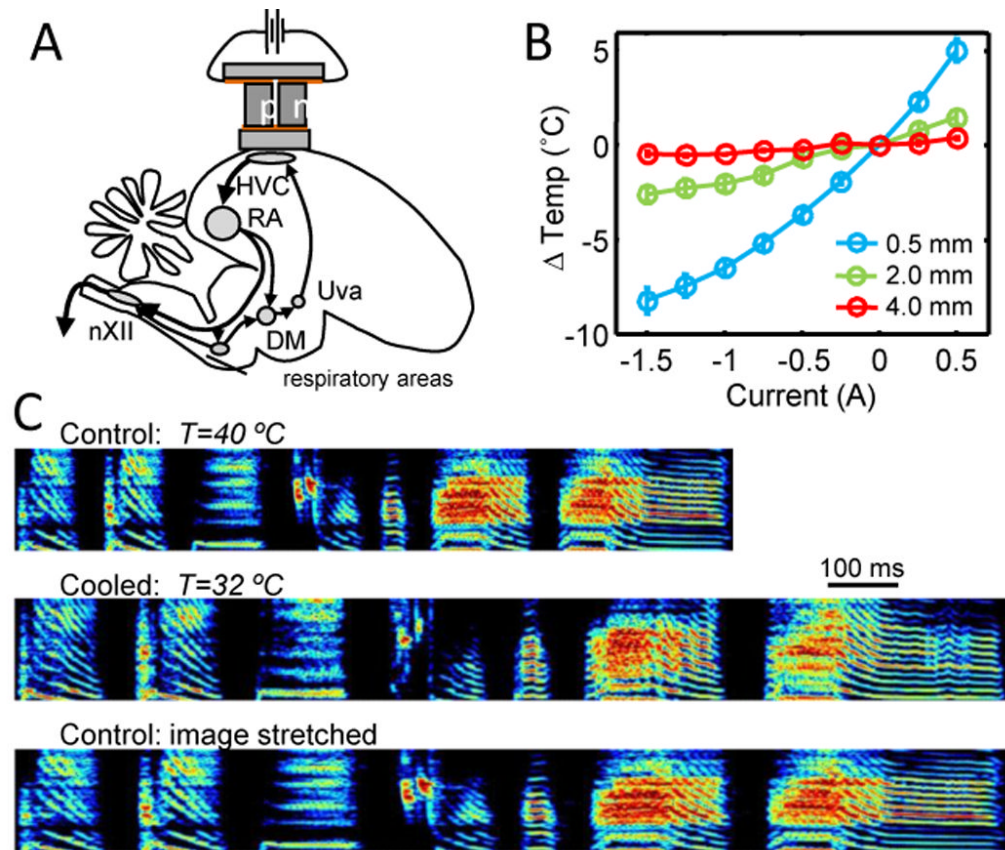 A
p n
HVC
RA
Uva
nXII
DM
respiratory areas
B
Δ Temp (°C)
5
0
-5
-10
0.5 mm
2.0 mm
4.0 mm
-1.5 -1 -0.5 0 0.5
Current (A)
C
Control: T=40 ºC
Cooled: T=32 ºC
100 ms
Control: image stretched